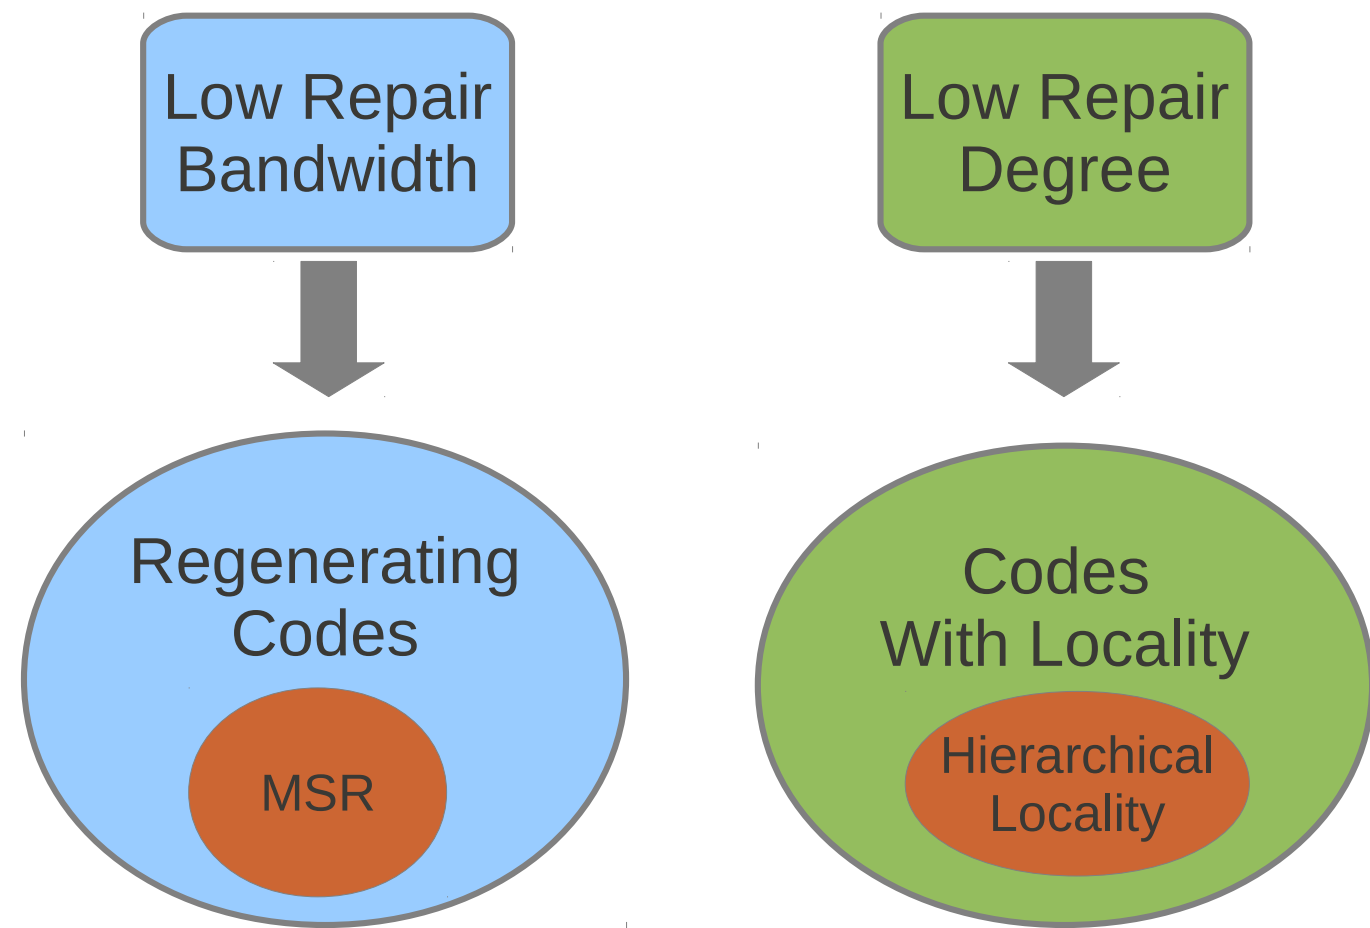 Low Repair
Bandwidth
Low Repair
Degree
Regenerating
Codes
MSR
Codes
With Locality
Hierarchical
Locality